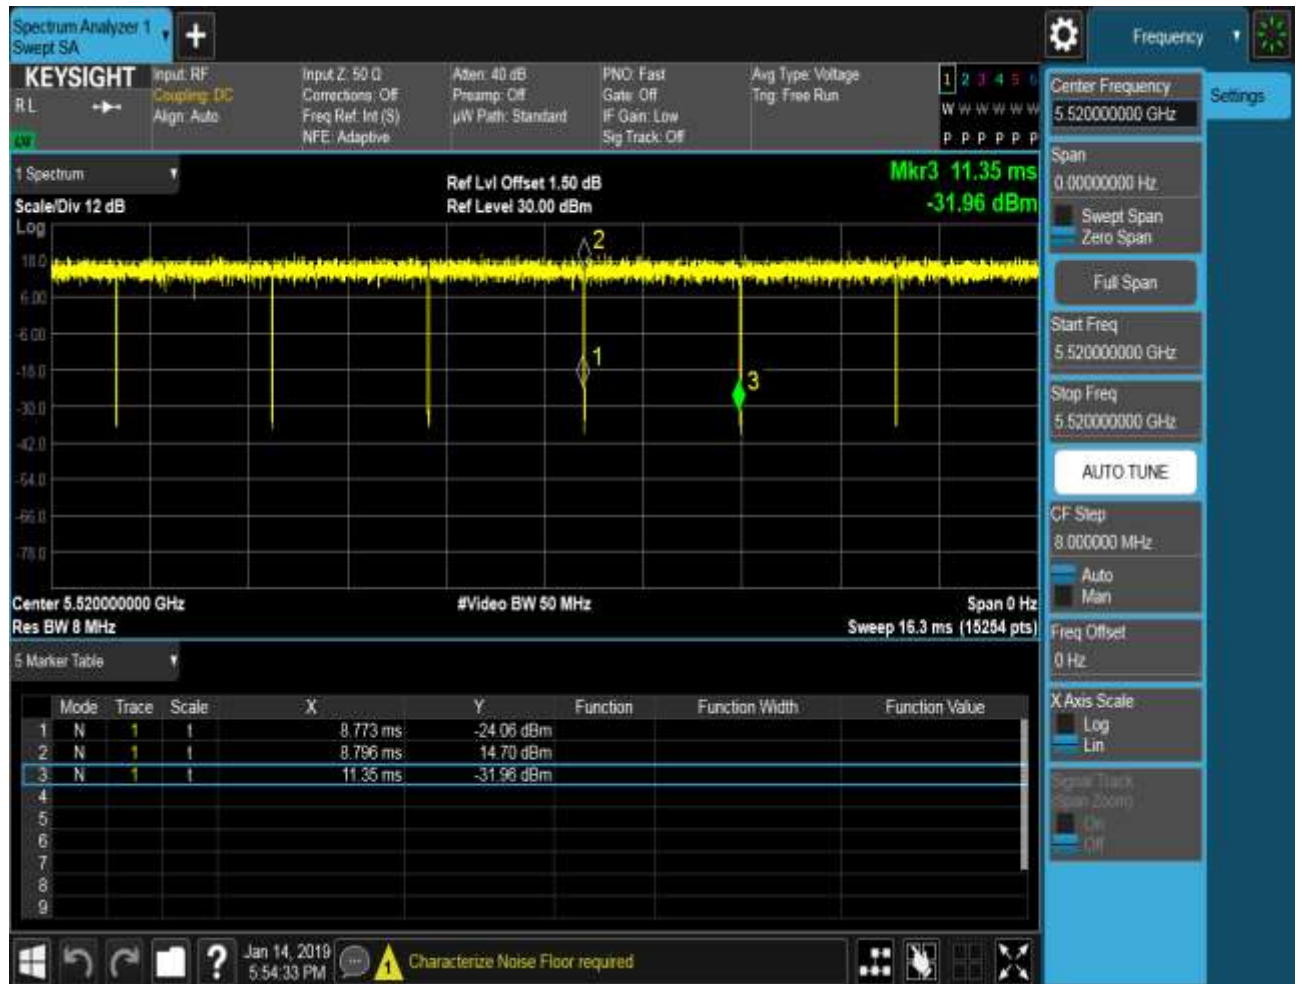 Spectrum Analyzer 1
Swept SA
+
Frequency
KEYSIGHT
RL
Input: RF
Coupling: DC
Align: Auto
Input Z: 50 Ω
Corrections: Off
Freq Ref: Int (S)
NFE: Adaptive
Atten: 40 dB
Preamp: Off
µW Path: Standard
PNO: Fast
Gate: Off
IF Gain: Low
Sig Track: Off
Avg Type: Voltage
Trig: Free Run
1 2 3 4 5 6
W W W W W W
P P P P P P
1 Spectrum
Scale/Div 12 dB
Ref Lvl Offset 1.50 dB
Ref Level 30.00 dBm
Mkr3 11.35 ms
-31.96 dBm
Log
18.0
6.00
-6.00
-18.0
-30.0
-42.0
-54.0
-66.0
-78.0
2
1
3
Center 5.520000000 GHz
#Video BW 50 MHz
Span 0 Hz
Res BW 8 MHz
Sweep 16.3 ms (15254 pts)
5 Marker Table
Mode Trace Scale X Y Function Function Width Function Value
1 N 1 t 8.773 ms -24.06 dBm
2 N 1 t 8.796 ms 14.70 dBm
3 N 1 t 11.35 ms -31.96 dBm
4
5
6
7
8
9
Center Frequency
5.520000000 GHz
Settings
Span
0.00000000 Hz
Swept Span
Zero Span
Full Span
Start Freq
5.520000000 GHz
Stop Freq
5.520000000 GHz
AUTO TUNE
CF Step
8.000000 MHz
Auto
Man
Freq Offset
0 Hz
X Axis Scale
Log
Lin
Signal Track
(Span Zoom)
On
Off
?
Jan 14, 2019
5:54:33 PM
1
Characterize Noise Floor required